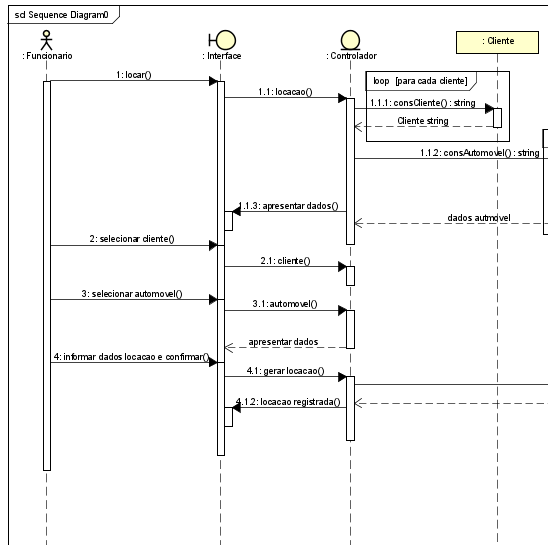 sd Sequence Diagram0
: Funcionario
: Interface
: Controlador
: Cliente
1: locar()
loop [para cada cliente]
1.1: locacao()
1.1.1: consCliente() : string
Cliente string
1.1.2: consAutomovel() : string
1.1.3: apresentar dados()
dados autmovel
2: selecionar cliente()
2.1: cliente()
3: selecionar automovel()
3.1: automovel()
apresentar dados
4: informar dados locacao e confirmar()
4.1: gerar locacao()
4.1.2: locacao registrada()